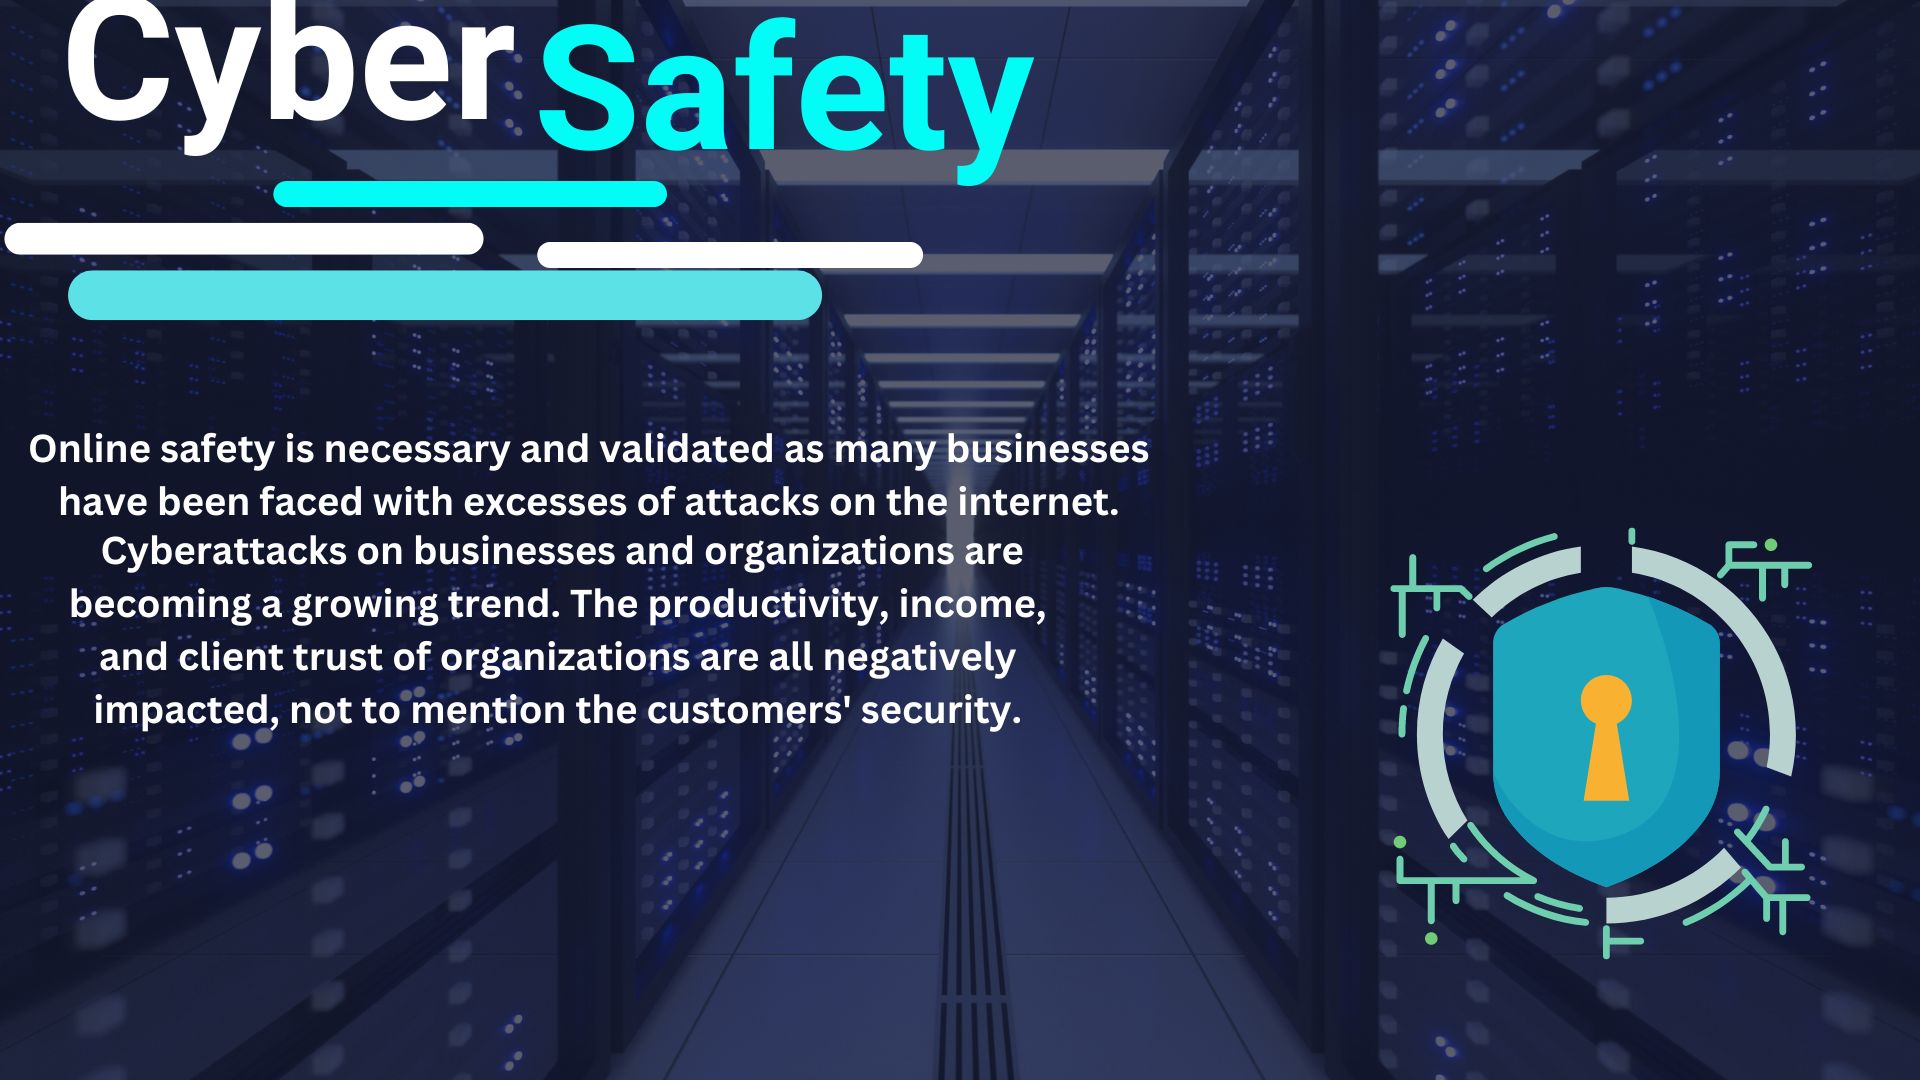 Cyber Safety
Online safety is necessary and validated as many businesses
have been faced with excesses of attacks on the internet.
Cyberattacks on businesses and organizations are
becoming a growing trend. The productivity, income,
and client trust of organizations are all negatively
impacted, not to mention the customers' security.